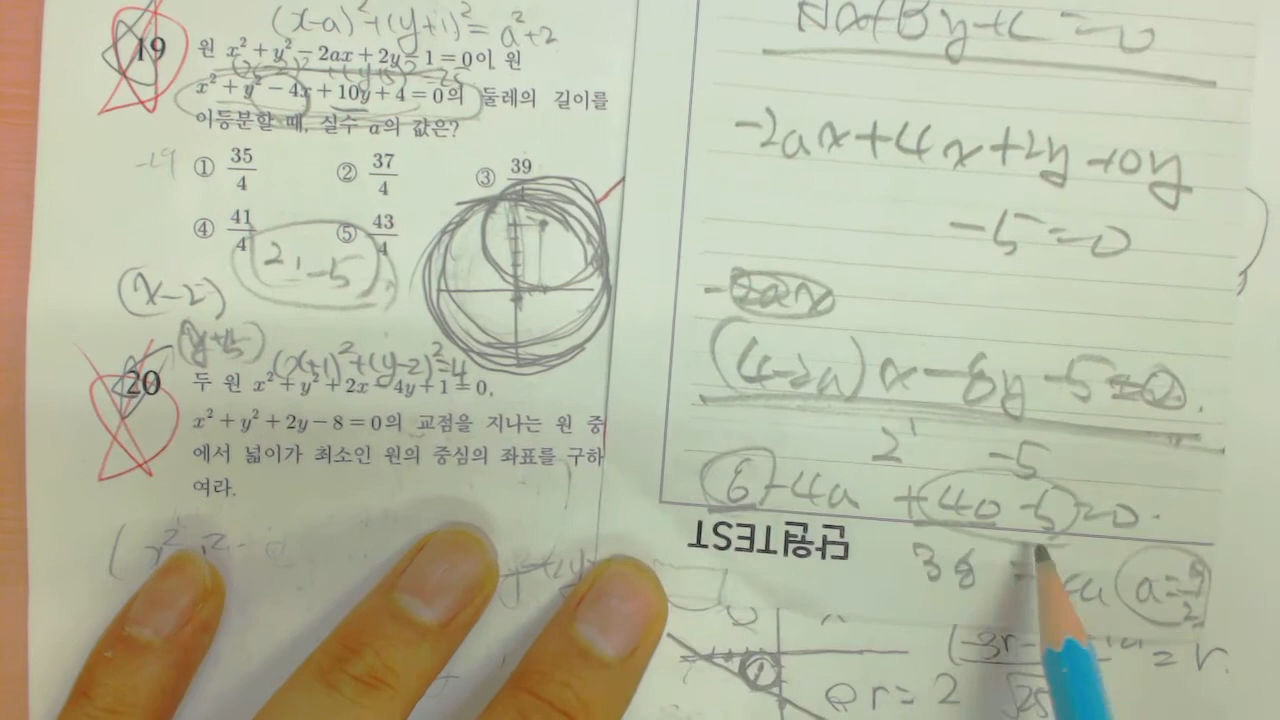 (x-a)²+(y+1)²=a²+2
19 원 x²+y²-2ax+2y-1=0이 원
x²+y²-4x+10y+4=0의 둘레의 길이를
이등분할 때, 실수 a의 값은?
① 35/4 ② 37/4 ③ 39/4
④ 41/4 ⑤ 43/4
2, -5
(x-2)
(y+5)
(x+1)²+(y-2)²=4
20 두 원 x²+y²+2x-4y+1=0,
x²+y²+2y-8=0의 교점을 지나는 원 중
에서 넓이가 최소인 원의 중심의 좌표를 구하
여라.
-2ax+4x+2y-10y
-5=0
(4-2a)x-8y-5=0.
2 -5
8-4a+40-5=0.
단원TEST
r=2